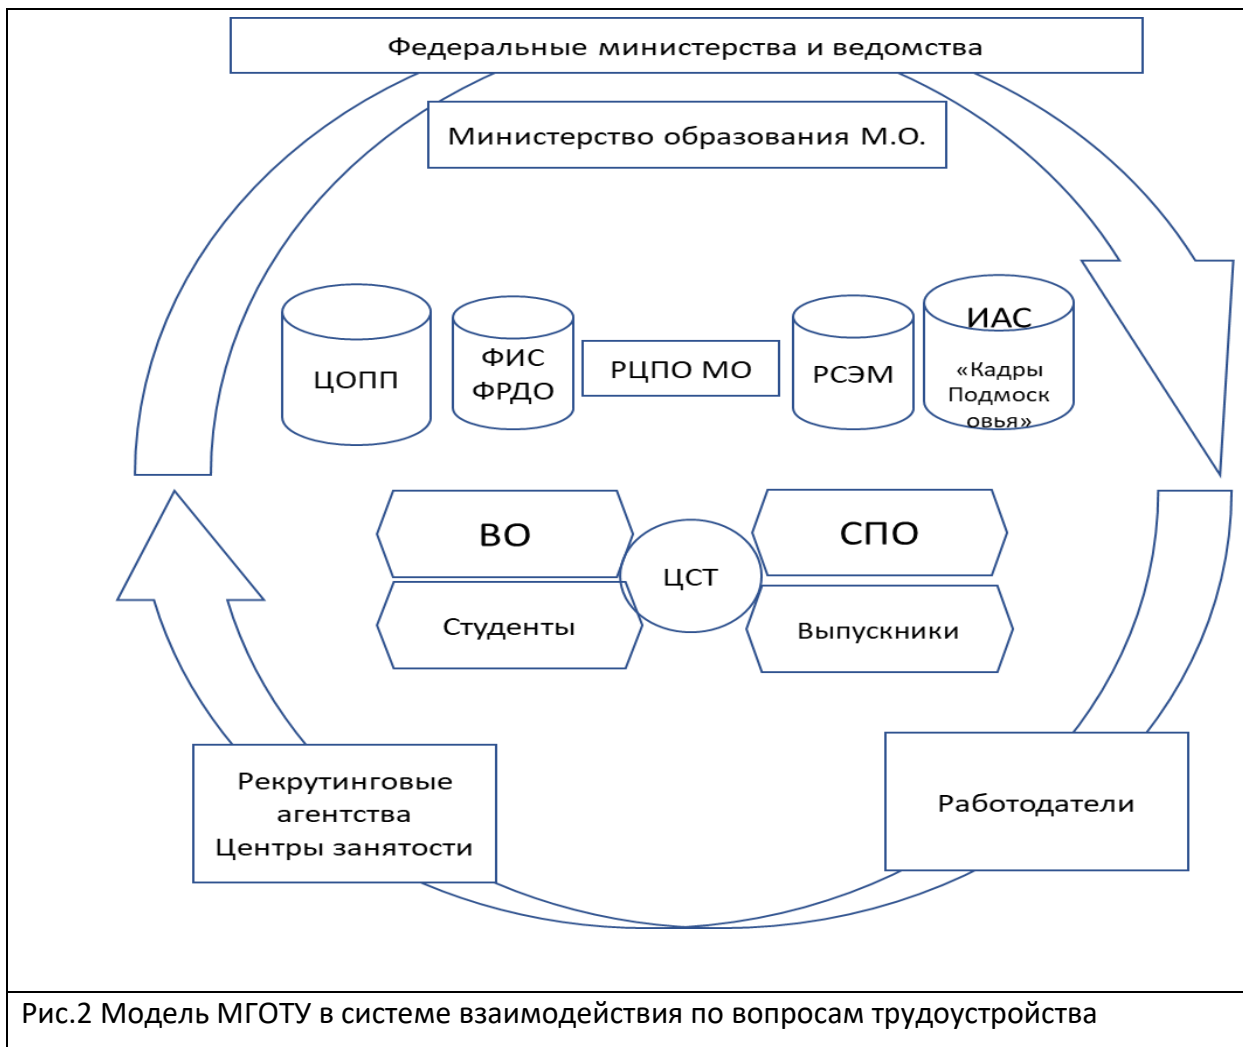 Федеральные министерства и ведомства
Министерство образования М.О.
ЦОПП
ФИС
ФРДО
РЦПО МО
РСЭМ
ИАС
«Кадры
Подмоск
овья»
ВО
СПО
ЦСТ
Студенты
Выпускники
Рекрутинговые
агентства
Центры занятости
Работодатели
Рис.2 Модель МГОТУ в системе взаимодействия по вопросам трудоустройства